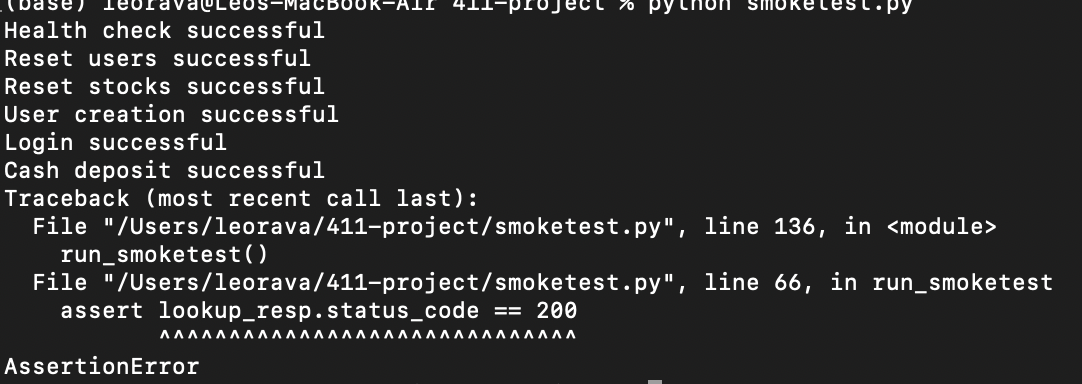 (base) leorava@Leos-MacBook-Air 411-project % python smoketest.py
Health check successful
Reset users successful
Reset stocks successful
User creation successful
Login successful
Cash deposit successful
Traceback (most recent call last):
  File "/Users/leorava/411-project/smoketest.py", line 136, in <module>
    run_smoketest()
  File "/Users/leorava/411-project/smoketest.py", line 66, in run_smoketest
    assert lookup_resp.status_code == 200
           ^^^^^^^^^^^^^^^^^^^^^^^^^^^^^^
AssertionError